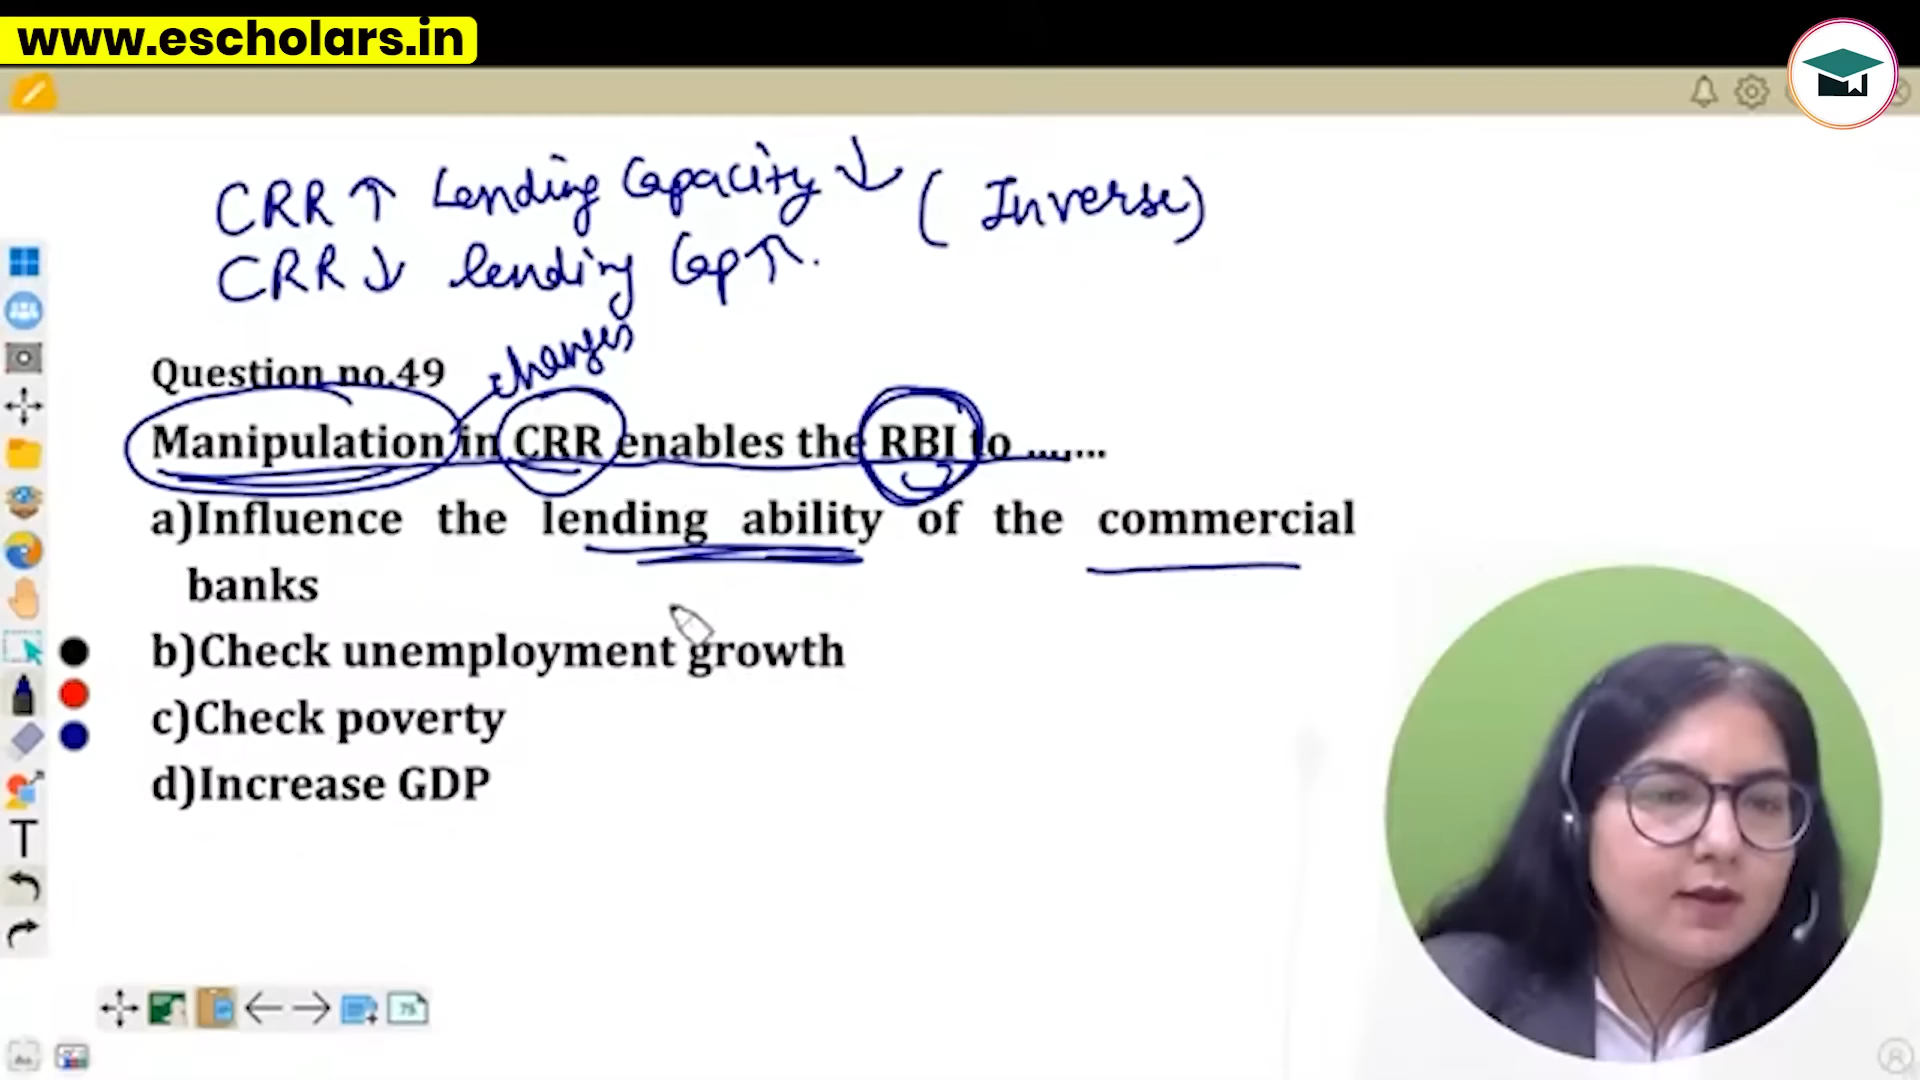 www.escholars.in
CRR ↑ Lending Capacity ↓ (Inverse)
CRR ↓ lending Cap ↑.
changes
Question no.49
Manipulation in CRR enables the RBI to ...,...
a)Influence the lending ability of the commercial
banks
b)Check unemployment growth
c)Check poverty
d)Increase GDP
T
75